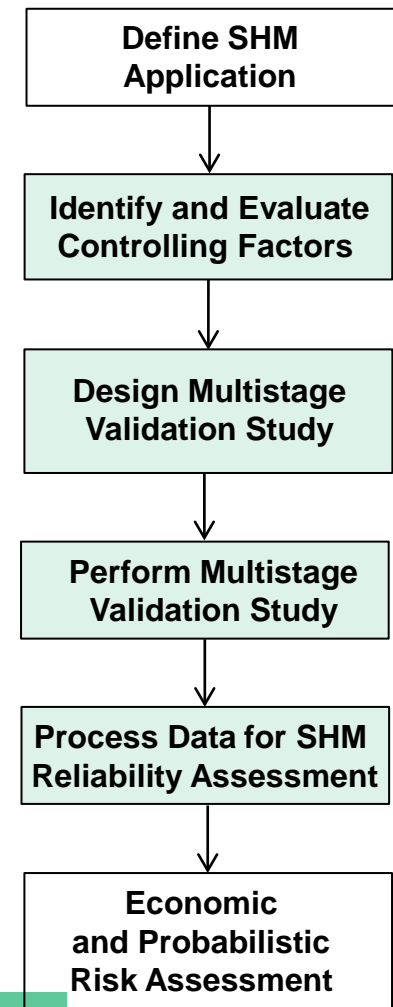 Define SHM
Application
Identify and Evaluate
Controlling Factors
Design Multistage
Validation Study
Perform Multistage
Validation Study
Process Data for SHM
Reliability Assessment
Economic
and Probabilistic
Risk Assessment